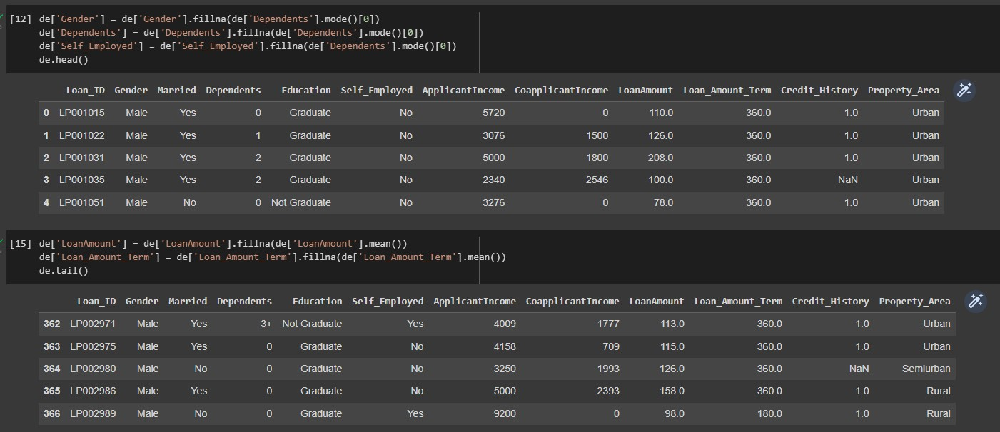 [12] de['Gender'] = de['Gender'].fillna(de['Dependents'].mode()[0])
de['Dependents'] = de['Dependents'].fillna(de['Dependents'].mode()[0])
de['Self_Employed'] = de['Self_Employed'].fillna(de['Dependents'].mode()[0])
de.head()
Loan_ID Gender Married Dependents Education Self_Employed ApplicantIncome CoapplicantIncome LoanAmount Loan_Amount_Term Credit_History Property_Area
0 LP001015 Male Yes 0 Graduate No 5720 0 110.0 360.0 1.0 Urban
1 LP001022 Male Yes 1 Graduate No 3076 1500 126.0 360.0 1.0 Urban
2 LP001031 Male Yes 2 Graduate No 5000 1800 208.0 360.0 1.0 Urban
3 LP001035 Male Yes 2 Graduate No 2340 2546 100.0 360.0 NaN Urban
4 LP001051 Male No 0 Not Graduate No 3276 0 78.0 360.0 1.0 Urban
[15] de['LoanAmount'] = de['LoanAmount'].fillna(de['LoanAmount'].mean())
de['Loan_Amount_Term'] = de['Loan_Amount_Term'].fillna(de['Loan_Amount_Term'].mean())
de.tail()
Loan_ID Gender Married Dependents Education Self_Employed ApplicantIncome CoapplicantIncome LoanAmount Loan_Amount_Term Credit_History Property_Area
362 LP002971 Male Yes 3+ Not Graduate Yes 4009 1777 113.0 360.0 1.0 Urban
363 LP002975 Male Yes 0 Graduate No 4158 709 115.0 360.0 1.0 Urban
364 LP002980 Male No 0 Graduate No 3250 1993 126.0 360.0 NaN Semiurban
365 LP002986 Male Yes 0 Graduate No 5000 2393 158.0 360.0 1.0 Rural
366 LP002989 Male No 0 Graduate Yes 9200 0 98.0 180.0 1.0 Rural